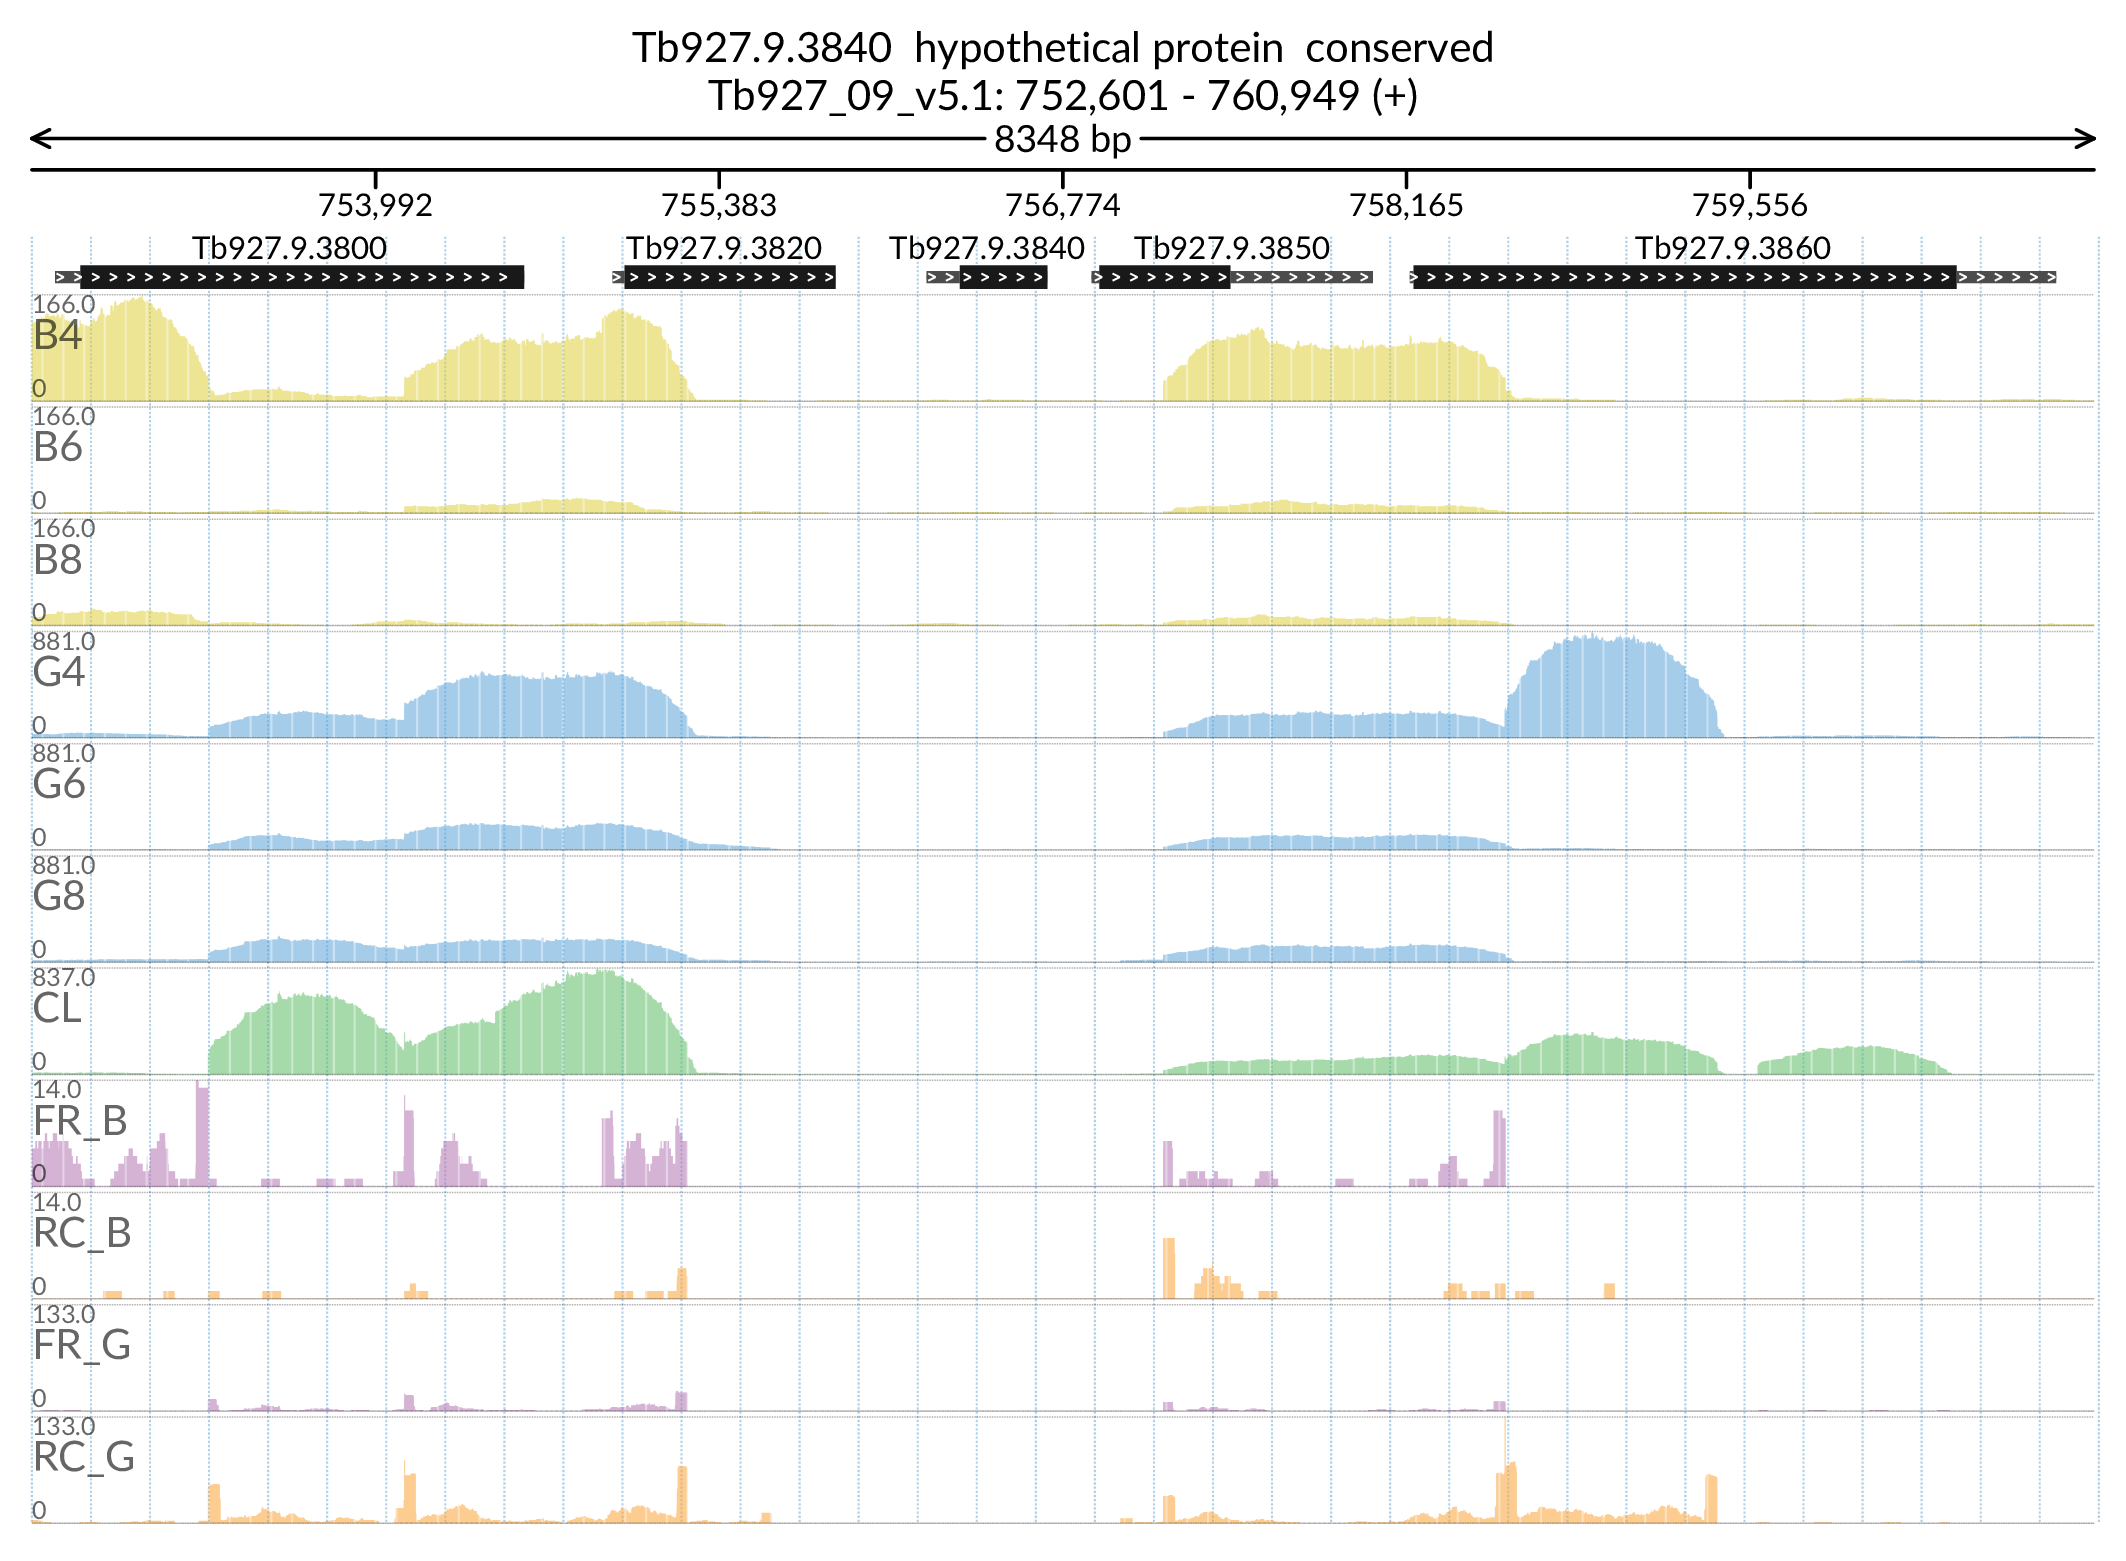 Tb927.9.3840  hypothetical protein  conserved
Tb927_09_v5.1: 752,601 - 760,949 (+)
8348 bp
753,992 755,383 756,774 758,165 759,556
Tb927.9.3800 Tb927.9.3820 Tb927.9.3840 Tb927.9.3850 Tb927.9.3860
166.0
B4
0
166.0
B6
0
166.0
B8
0
881.0
G4
0
881.0
G6
0
881.0
G8
0
837.0
CL
0
14.0
FR_B
0
14.0
RC_B
0
133.0
FR_G
0
133.0
RC_G
0